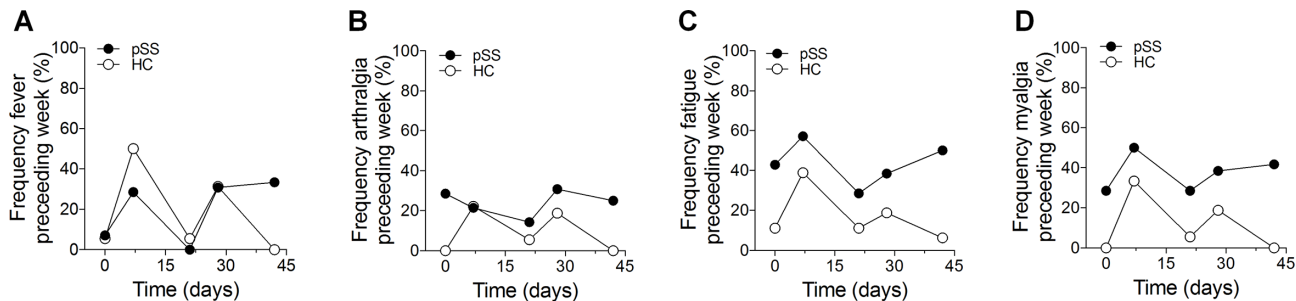 A
Frequency fever
preceeding week (%)
100
80
60
40
20
0
pSS
HC
0
15
30
45
Time (days)
B
Frequency arthralgia
preceeding week (%)
100
80
60
40
20
0
pSS
HC
0
15
30
45
Time (days)
C
Frequency fatigue
preceeding week (%)
100
80
60
40
20
0
pSS
HC
0
15
30
45
Time (days)
D
Frequency myalgia
preceeding week (%)
100
80
60
40
20
0
pSS
HC
0
15
30
45
Time (days)